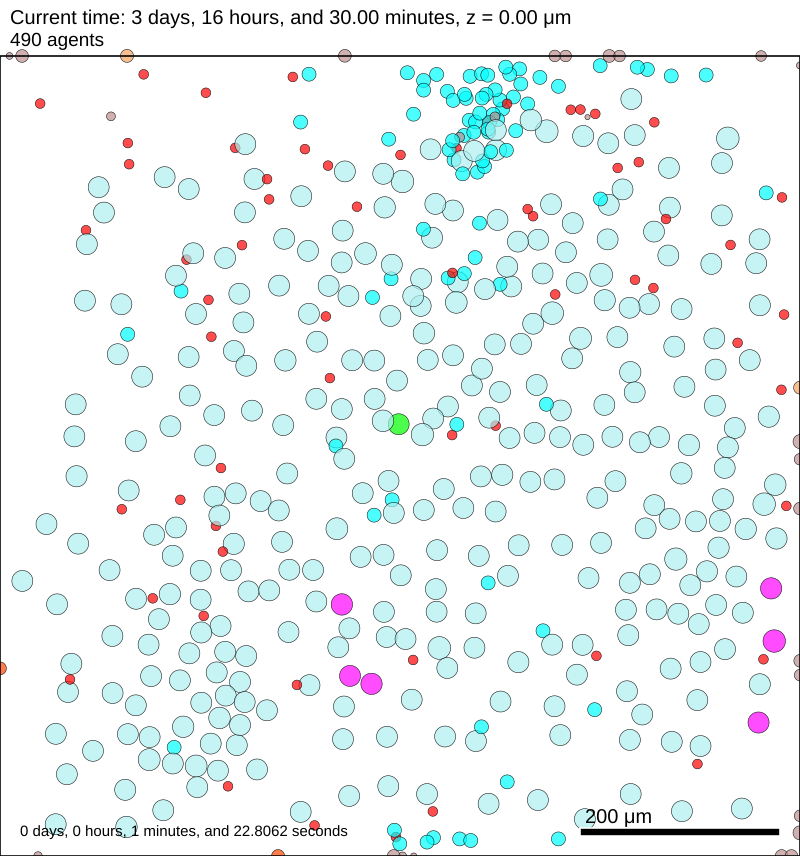 Current time: 3 days, 16 hours, and 30.00 minutes, z = 0.00 μm
490 agents
200 μm
0 days, 0 hours, 1 minutes, and 22.8062 seconds